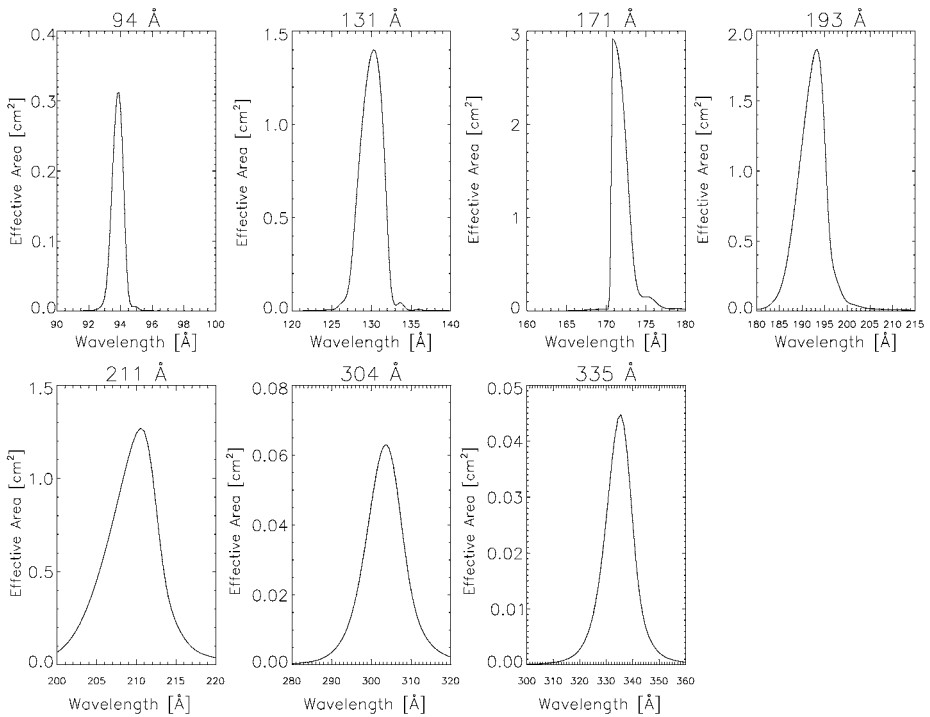 94 Å
131 Å
171 Å
193 Å
Effective Area [cm²]
0.4
0.3
0.2
0.1
0.0
90 92 94 96 98 100
Wavelength [Å]
Effective Area [cm²]
1.5
1.0
0.5
0.0
120 125 130 135 140
Wavelength [Å]
Effective Area [cm²]
3
2
1
0
160 165 170 175 180
Wavelength [Å]
Effective Area [cm²]
2.0
1.5
1.0
0.5
0.0
180 185 190 195 200 205 210 215
Wavelength [Å]
211 Å
304 Å
335 Å
Effective Area [cm²]
1.5
1.0
0.5
0.0
200 205 210 215 220
Wavelength [Å]
Effective Area [cm²]
0.08
0.06
0.04
0.02
0.00
280 290 300 310 320
Wavelength [Å]
Effective Area [cm²]
0.05
0.04
0.03
0.02
0.01
0.00
300 310 320 330 340 350 360
Wavelength [Å]